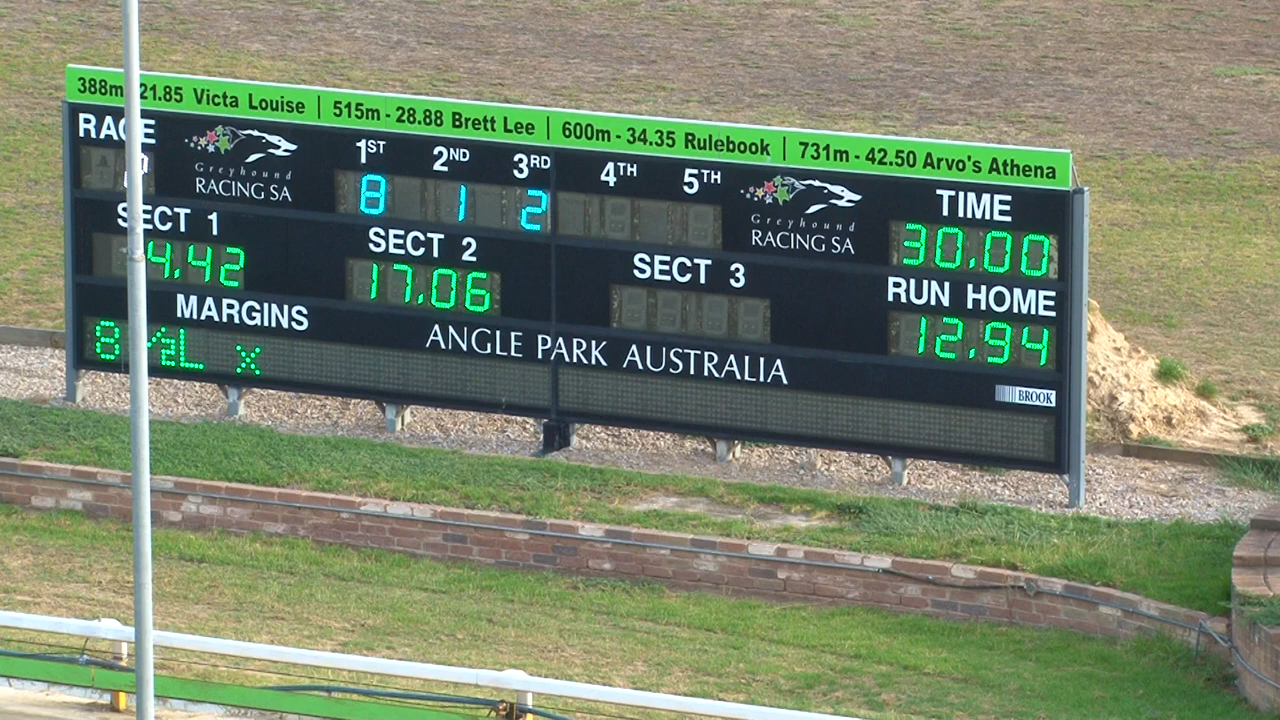 388m 21.85 Victa Louise | 515m - 28.88 Brett Lee | 600m - 34.35 Rulebook | 731m - 42.50 Arvo's Athena
RACE
Greyhound
RACING SA
1ST 2ND 3RD 4TH 5TH
8 1 2
Greyhound
RACING SA
TIME
30.00
SECT 1
4.42
SECT 2
17.06
SECT 3
RUN HOME
12.94
MARGINS
8
ANGLE PARK AUSTRALIA
BROOK